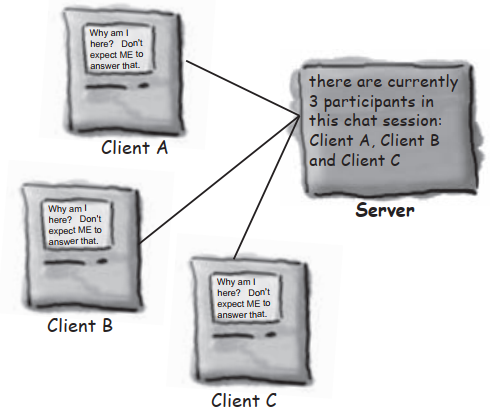 Why am I
here? Don't
expect ME to
answer that.
Client A
there are currently
3 participants in
this chat session:
Client A, Client B
and Client C
Server
Why am I
here? Don't
expect ME to
answer that.
Client B
Why am I
here? Don't
expect ME to
answer that.
Client C